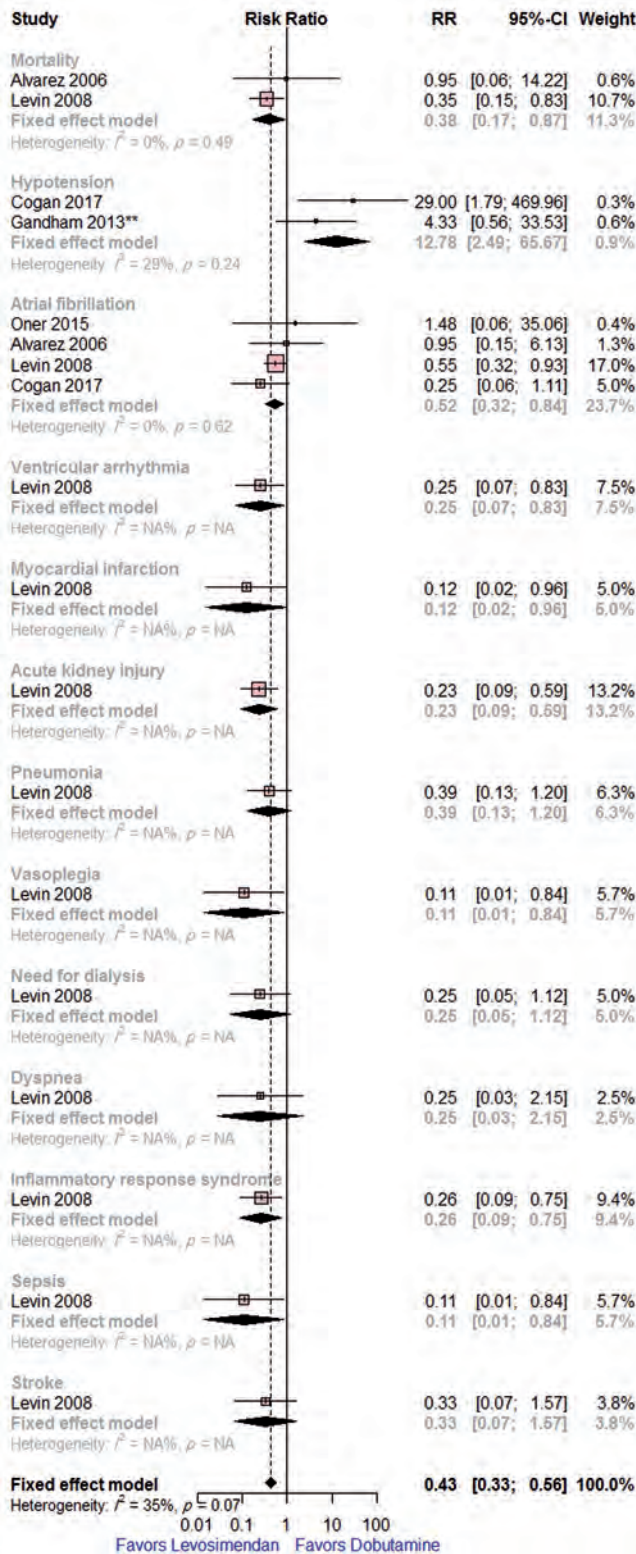 Study Risk Ratio RR 95%-CI Weight
Mortality
Alvarez 2006 0.95 [0.06; 14.22] 0.6%
Levin 2008 0.35 [0.15; 0.83] 10.7%
Fixed effect model 0.38 [0.17; 0.87] 11.3%
Heterogeneity: I² = 0%, p = 0.49
Hypotension
Cogan 2017 29.00 [1.79; 469.96] 0.3%
Gandham 2013** 4.33 [0.56; 33.53] 0.6%
Fixed effect model 12.78 [2.49; 65.67] 0.9%
Heterogeneity: I² = 29%, p = 0.24
Atrial fibrillation
Oner 2015 1.48 [0.06; 35.06] 0.4%
Alvarez 2006 0.95 [0.15; 6.13] 1.3%
Levin 2008 0.55 [0.32; 0.93] 17.0%
Cogan 2017 0.25 [0.06; 1.11] 5.0%
Fixed effect model 0.52 [0.32; 0.84] 23.7%
Heterogeneity: I² = 0%, p = 0.62
Ventricular arrhythmia
Levin 2008 0.25 [0.07; 0.83] 7.5%
Fixed effect model 0.25 [0.07; 0.83] 7.5%
Heterogeneity: I² = NA%, p = NA
Myocardial infarction
Levin 2008 0.12 [0.02; 0.96] 5.0%
Fixed effect model 0.12 [0.02; 0.96] 5.0%
Heterogeneity: I² = NA%, p = NA
Acute kidney injury
Levin 2008 0.23 [0.09; 0.59] 13.2%
Fixed effect model 0.23 [0.09; 0.59] 13.2%
Heterogeneity: I² = NA%, p = NA
Pneumonia
Levin 2008 0.39 [0.13; 1.20] 6.3%
Fixed effect model 0.39 [0.13; 1.20] 6.3%
Heterogeneity: I² = NA%, p = NA
Vasoplegia
Levin 2008 0.11 [0.01; 0.84] 5.7%
Fixed effect model 0.11 [0.01; 0.84] 5.7%
Heterogeneity: I² = NA%, p = NA
Need for dialysis
Levin 2008 0.25 [0.05; 1.12] 5.0%
Fixed effect model 0.25 [0.05; 1.12] 5.0%
Heterogeneity: I² = NA%, p = NA
Dyspnea
Levin 2008 0.25 [0.03; 2.15] 2.5%
Fixed effect model 0.25 [0.03; 2.15] 2.5%
Heterogeneity: I² = NA%, p = NA
Inflammatory response syndrome
Levin 2008 0.26 [0.09; 0.75] 9.4%
Fixed effect model 0.26 [0.09; 0.75] 9.4%
Heterogeneity: I² = NA%, p = NA
Sepsis
Levin 2008 0.11 [0.01; 0.84] 5.7%
Fixed effect model 0.11 [0.01; 0.84] 5.7%
Heterogeneity: I² = NA%, p = NA
Stroke
Levin 2008 0.33 [0.07; 1.57] 3.8%
Fixed effect model 0.33 [0.07; 1.57] 3.8%
Heterogeneity: I² = NA%, p = NA
Fixed effect model 0.43 [0.33; 0.56] 100.0%
Heterogeneity: I² = 35%, p = 0.07
0.01 0.1 1 10 100
Favors Levosimendan Favors Dobutamine